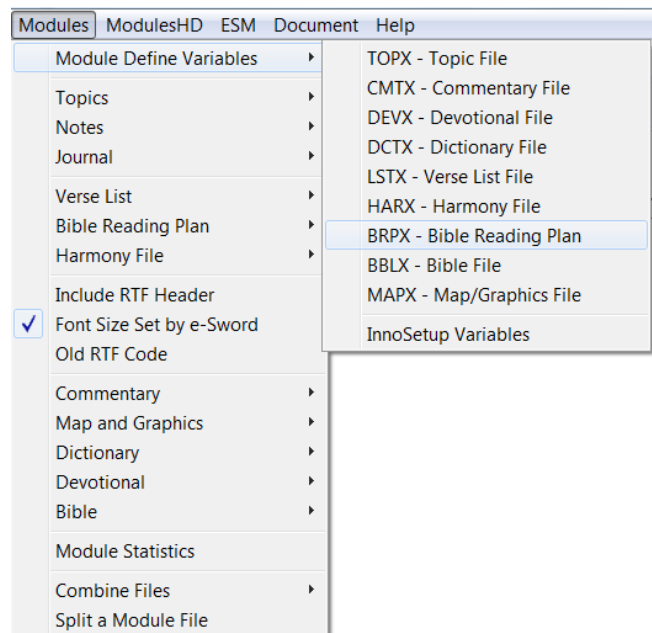 Modules ModulesHD ESM Document Help
Module Define Variables
Topics
Notes
Journal
Verse List
Bible Reading Plan
Harmony File
Include RTF Header
Font Size Set by e-Sword
Old RTF Code
Commentary
Map and Graphics
Dictionary
Devotional
Bible
Module Statistics
Combine Files
Split a Module File
TOPX - Topic File
CMTX - Commentary File
DEVX - Devotional File
DCTX - Dictionary File
LSTX - Verse List File
HARX - Harmony File
BRPX - Bible Reading Plan
BBLX - Bible File
MAPX - Map/Graphics File
InnoSetup Variables